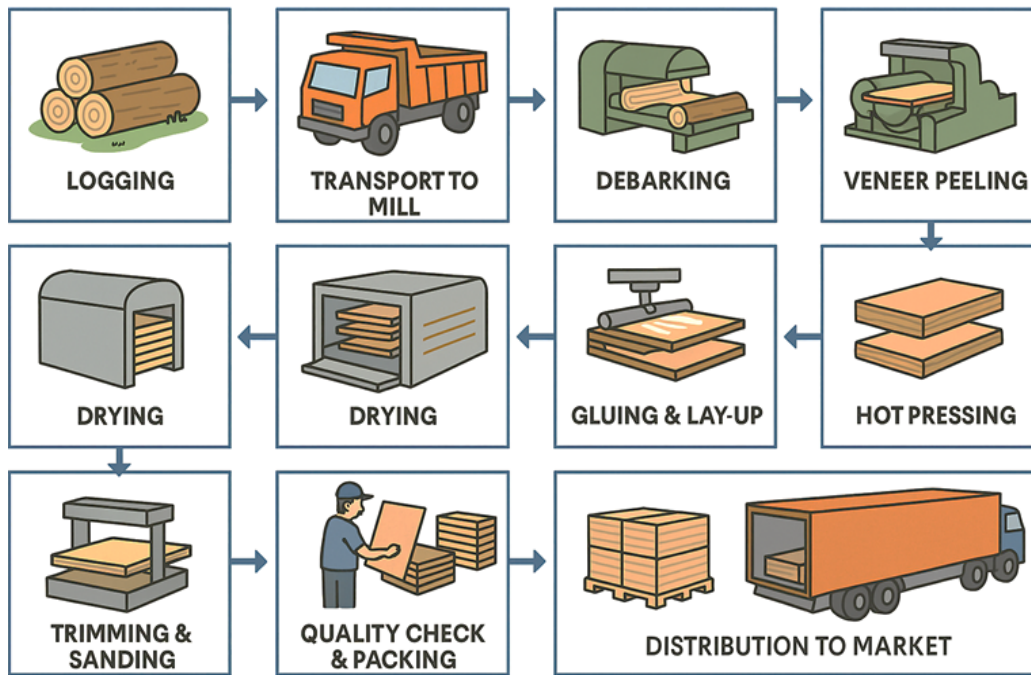 LOGGING
TRANSPORT TO
MILL
DEBARKING
VENEER PEELING
DRYING
DRYING
GLUING & LAY-UP
HOT PRESSING
TRIMMING &
SANDING
QUALITY CHECK
& PACKING
DISTRIBUTION TO MARKET